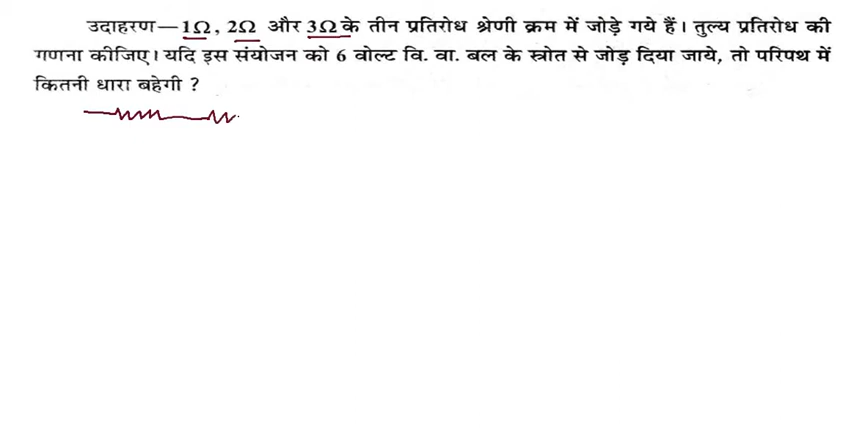 उदाहरण— 1Ω, 2Ω और 3Ω के तीन प्रतिरोध श्रेणी क्रम में जोड़े गये हैं। तुल्य प्रतिरोध की
गणना कीजिए। यदि इस संयोजन को 6 वोल्ट वि. वा. बल के स्त्रोत से जोड़ दिया जाये, तो परिपथ में
कितनी धारा बहेगी ?